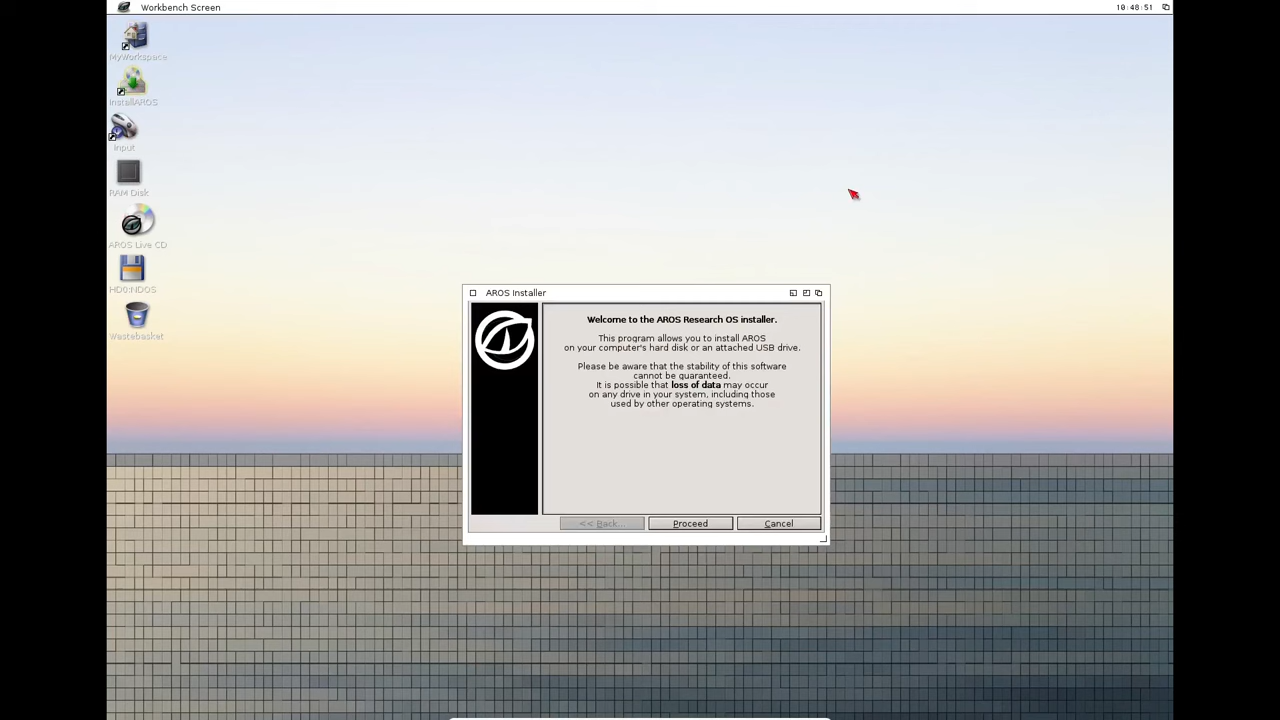 Workbench Screen
10:48:51
MyWorkspace
InstallAROS
Input
RAM Disk
AROS Live CD
HD0:NDOS
Wastebasket
AROS Installer
Welcome to the AROS Research OS installer.
This program allows you to install AROS
on your computer's hard disk or an attached USB drive.
Please be aware that the stability of this software
cannot be guaranteed.
It is possible that loss of data may occur
on any drive in your system, including those
used by other operating systems.
<< Back...
Proceed
Cancel